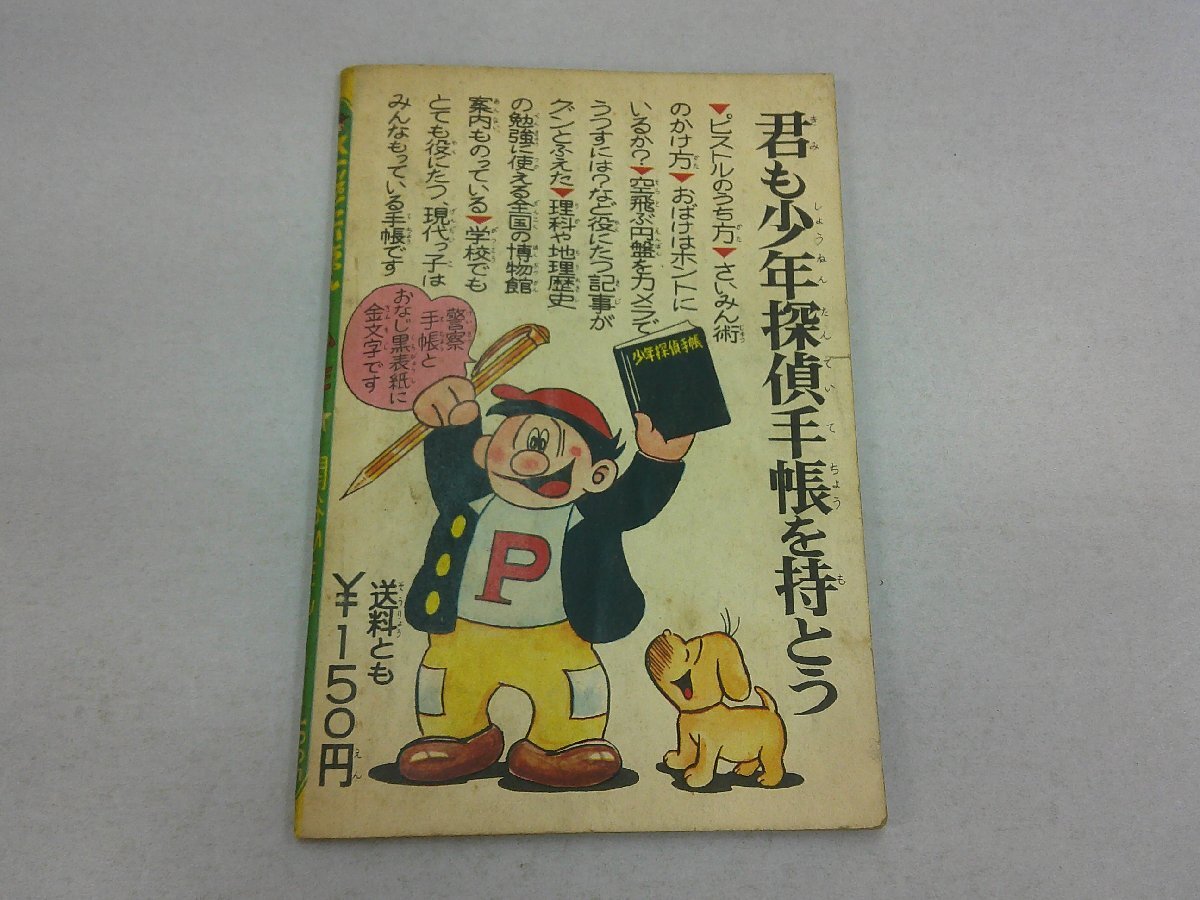 君も少年探偵手帳を持とう
▼ピストルのうち方▼さいみん術
のかけ方▼おばけはホントに
いるか?▼空飛ぶ円盤をカメラで
うつすには?など役にたつ記事が
グンとふえた▼理科や地理歴史
の勉強に使える全国の博物館
案内ものっている▼学校でも
とても役にたつ、現代っ子は
みんなもっている手帳です
少年探偵手帳
警察
手帳と
おなじ黒表紙に
金文字です
P
送料とも
¥150円